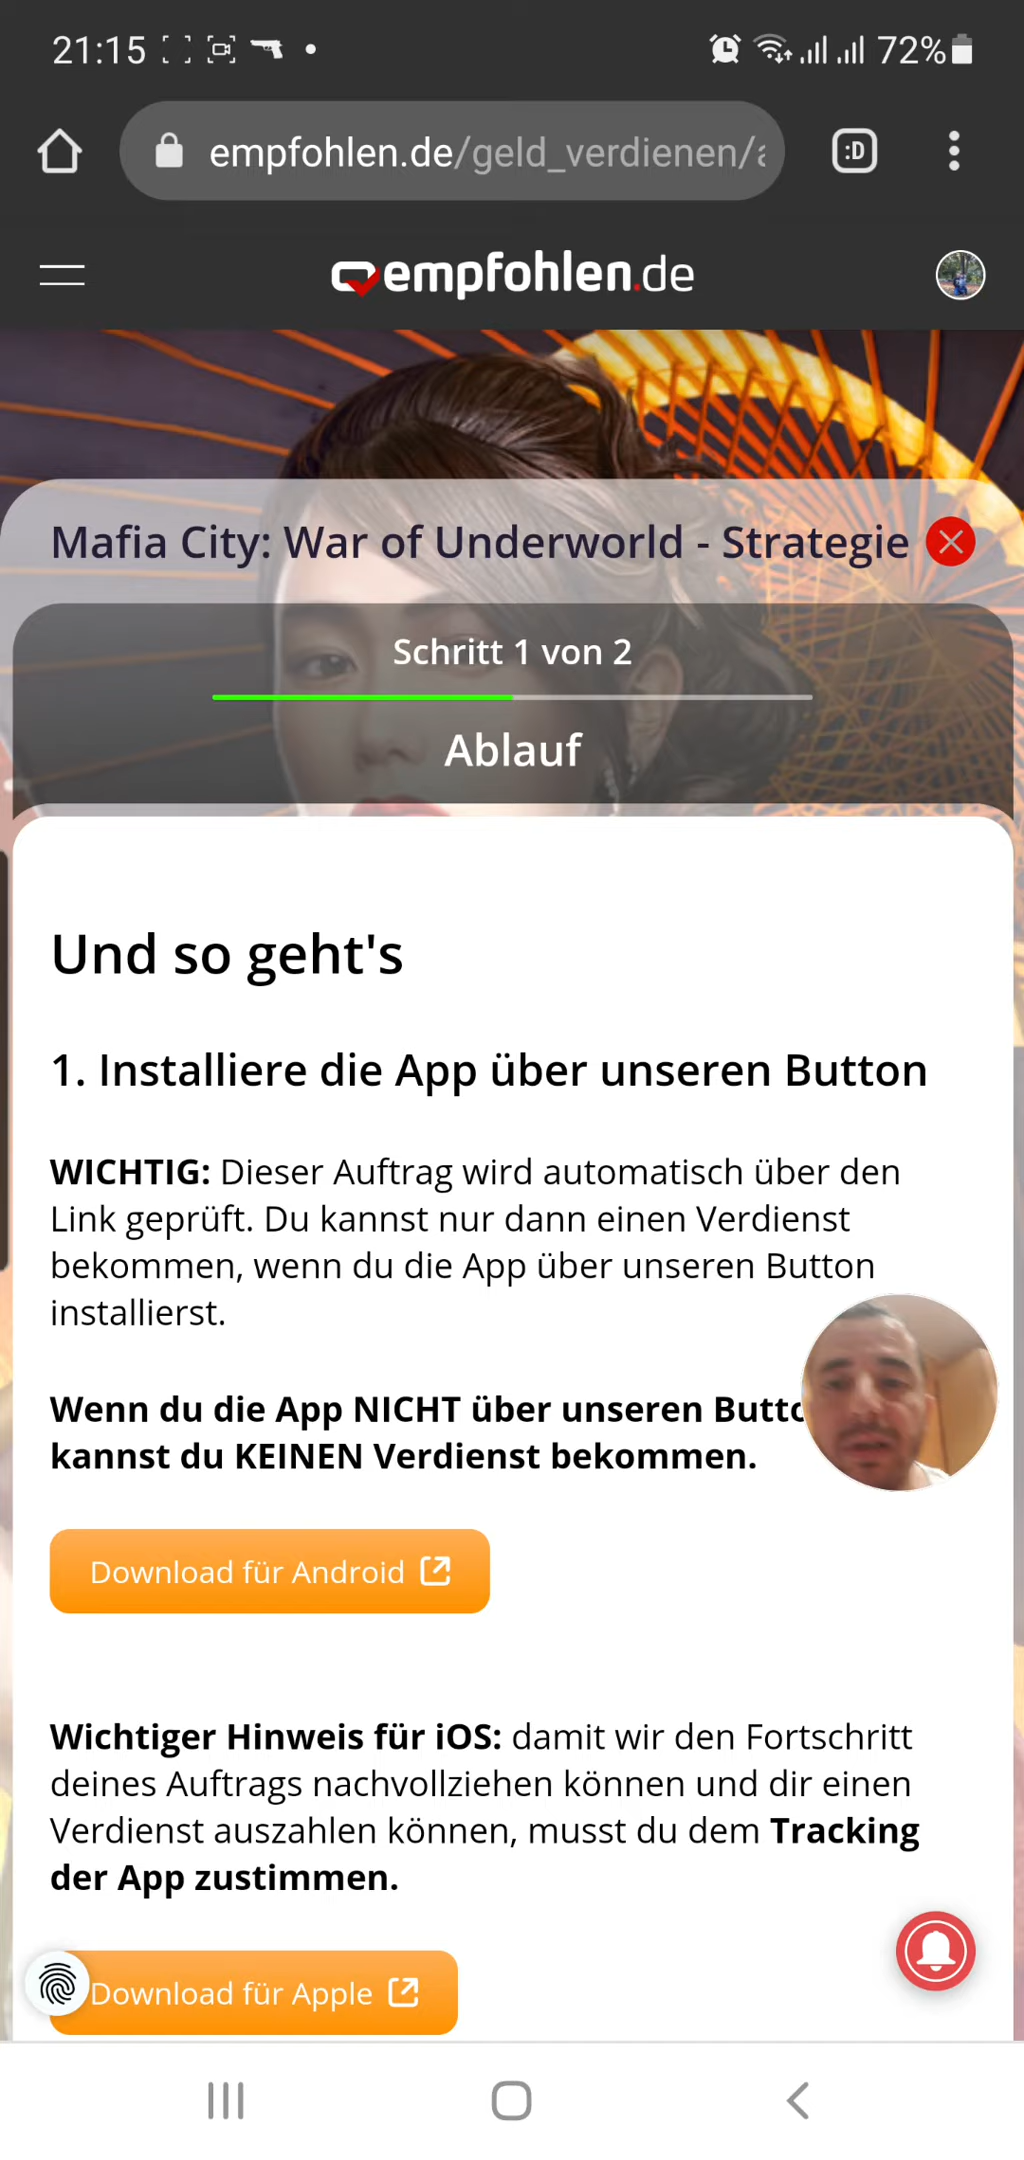 21:15
72%
empfohlen.de/geld_verdienen/
:D
empfohlen.de
Mafia City: War of Underworld - Strategie
Schritt 1 von 2
Ablauf
Und so geht's
1. Installiere die App über unseren Button
WICHTIG: Dieser Auftrag wird automatisch über den
Link geprüft. Du kannst nur dann einen Verdienst
bekommen, wenn du die App über unseren Button
installierst.
Wenn du die App NICHT über unseren
kannst du KEINEN Verdienst bekommen.
Download für Android
Wichtiger Hinweis für iOS: damit wir den Fortschritt
deines Auftrags nachvollziehen können und dir einen
Verdienst auszahlen können, musst du dem Tracking
der App zustimmen.
Download für Apple